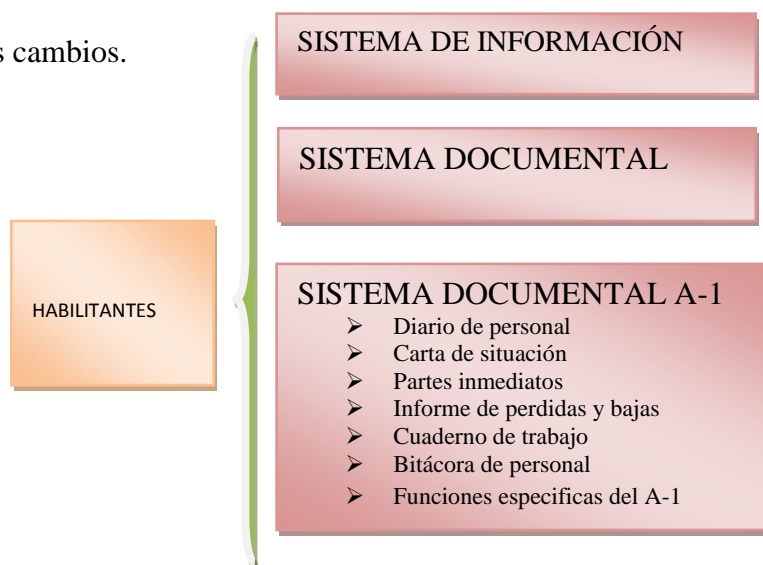 s cambios.
SISTEMA DE INFORMACIÓN
SISTEMA DOCUMENTAL
HABILITANTES
SISTEMA DOCUMENTAL A-1
➢ Diario de personal
➢ Carta de situación
➢ Partes inmediatos
➢ Informe de perdidas y bajas
➢ Cuaderno de trabajo
➢ Bitácora de personal
➢ Funciones especificas del A-1